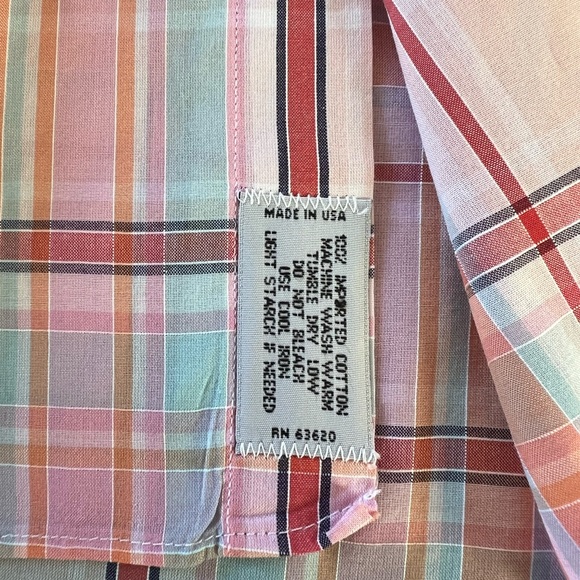 MADE IN USA
100% IMPORTED COTTON
MACHINE WASH WARM
TUMBLE DRY LOW
DO NOT BLEACH
USE COOL IRON
LIGHT STARCH IF NEEDED
RN 63620